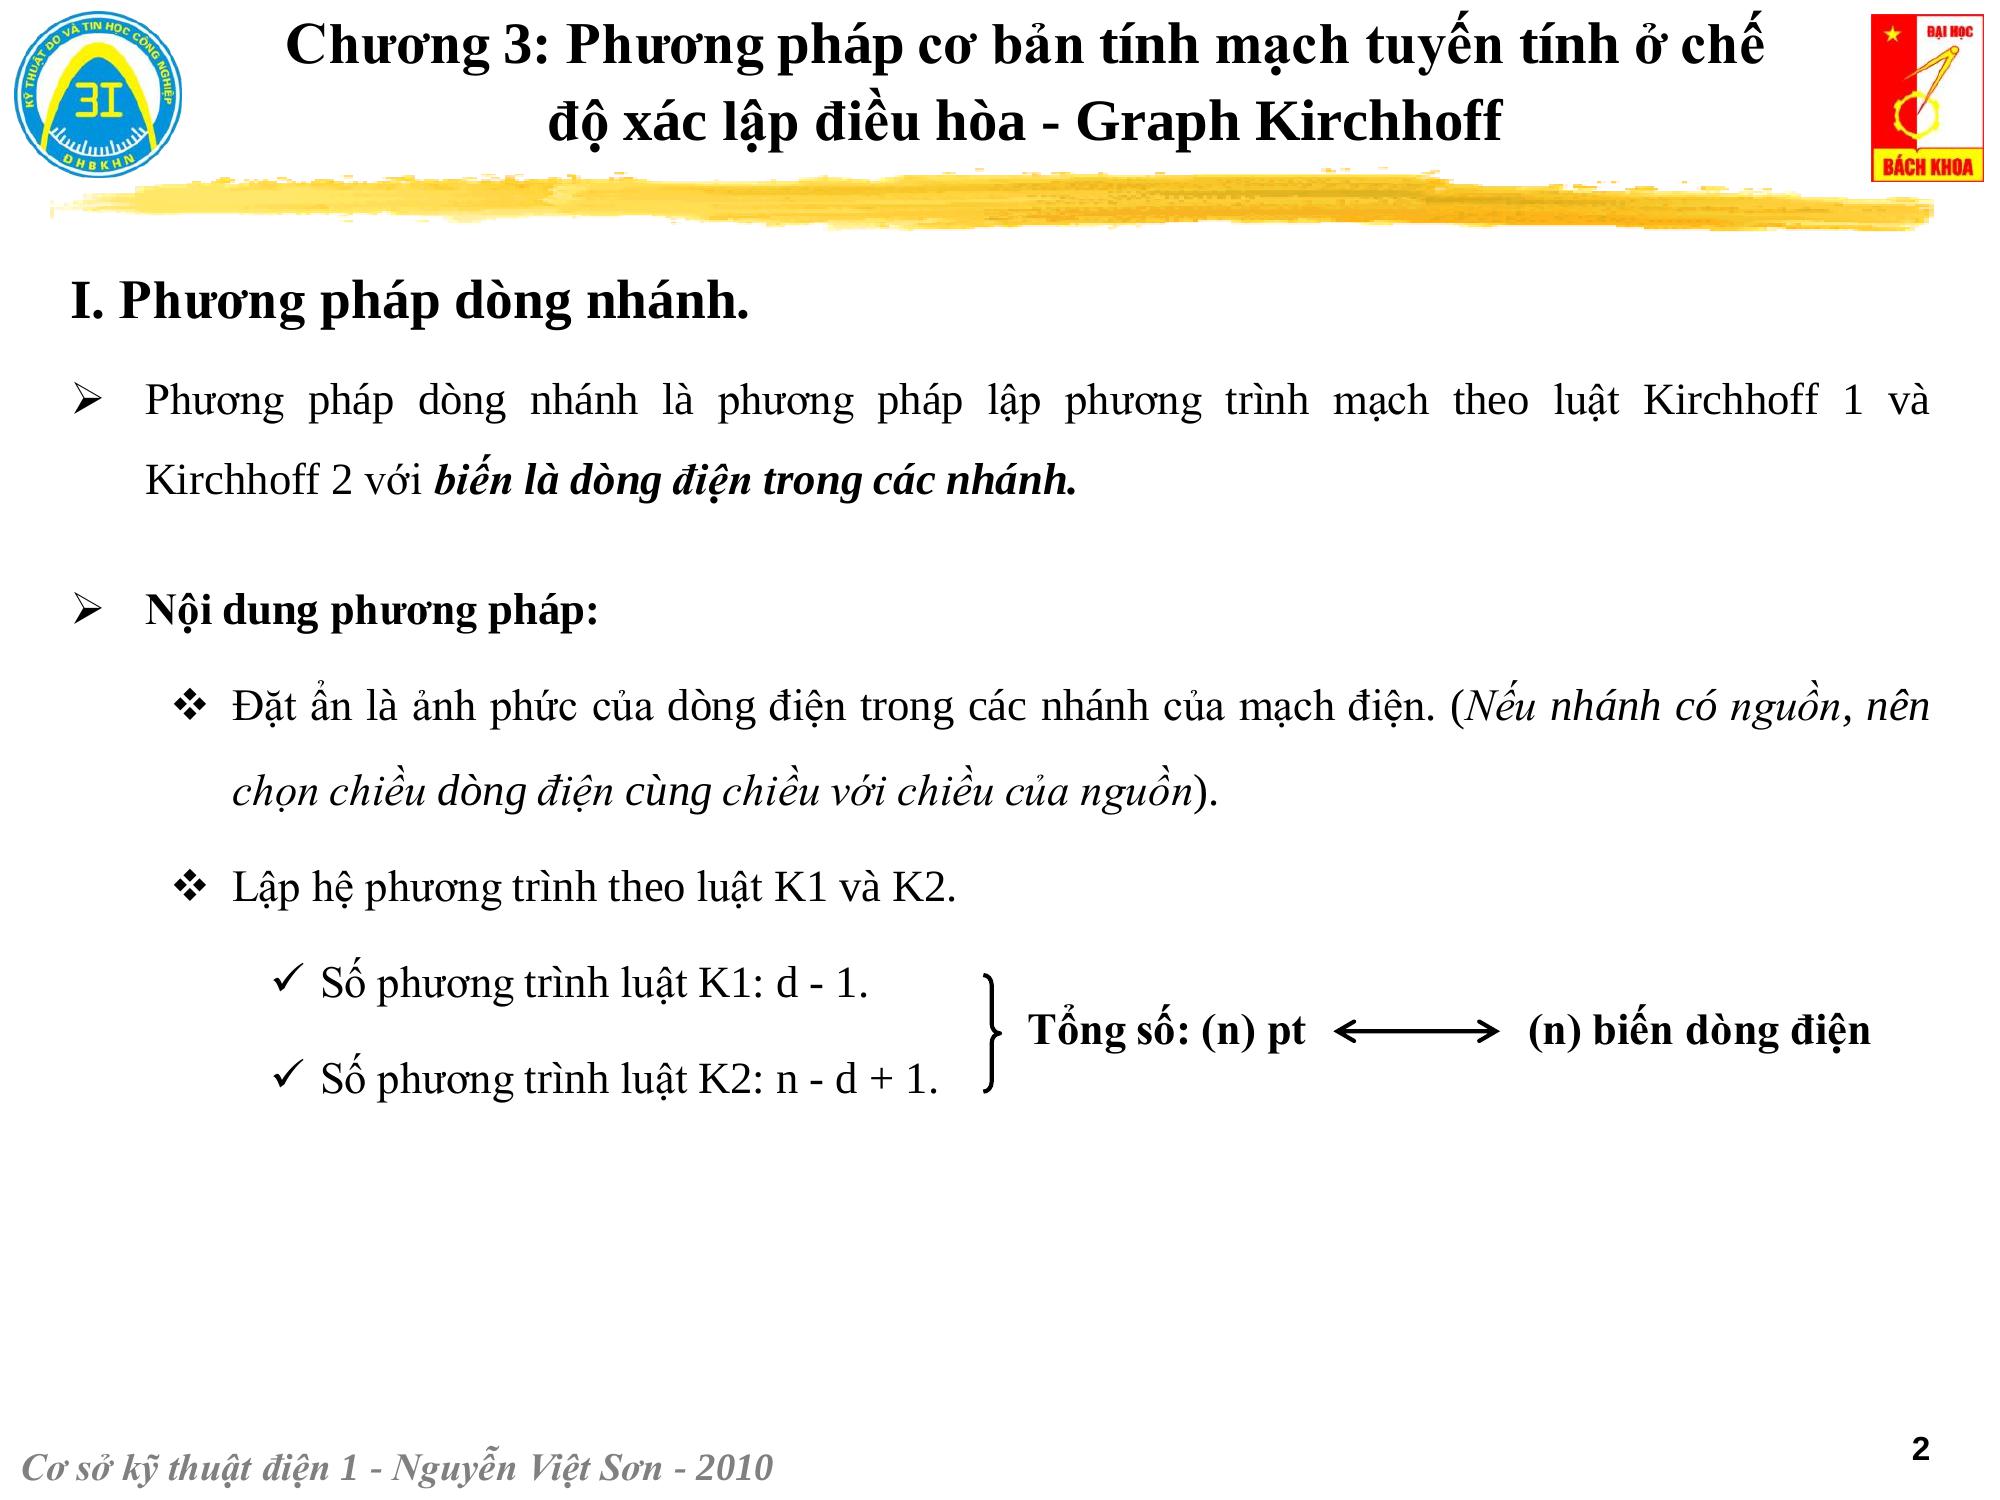 KỸ THUẬT ĐO VÀ TIN HỌC CÔNG NGHIỆP
3I
ĐHBKHN
Chương 3: Phương pháp cơ bản tính mạch tuyến tính ở chế
độ xác lập điều hòa - Graph Kirchhoff
ĐẠI HỌC
BÁCH KHOA
I. Phương pháp dòng nhánh.
➢ Phương pháp dòng nhánh là phương pháp lập phương trình mạch theo luật Kirchhoff 1 và
Kirchhoff 2 với biến là dòng điện trong các nhánh.
➢ Nội dung phương pháp:
❖ Đặt ẩn là ảnh phức của dòng điện trong các nhánh của mạch điện. (Nếu nhánh có nguồn, nên
chọn chiều dòng điện cùng chiều với chiều của nguồn).
❖ Lập hệ phương trình theo luật K1 và K2.
✓ Số phương trình luật K1: d - 1.
✓ Số phương trình luật K2: n - d + 1.
Tổng số: (n) pt ⟷ (n) biến dòng điện
Cơ sở kỹ thuật điện 1 - Nguyễn Việt Sơn - 2010
2